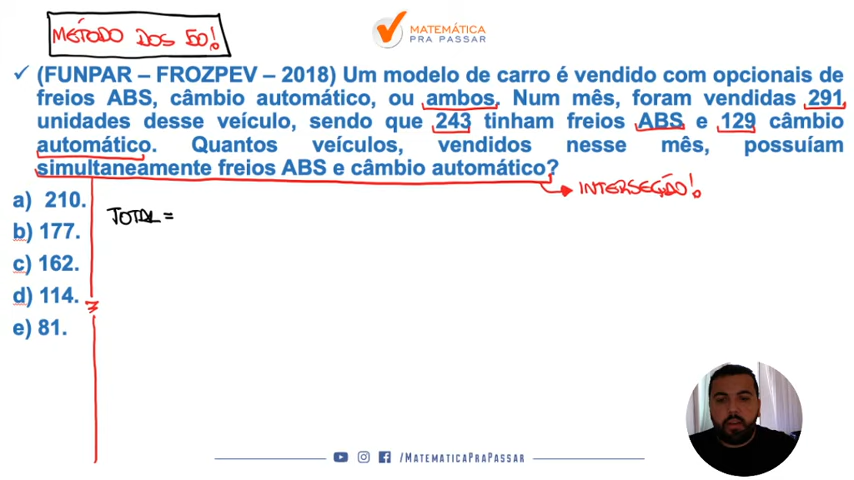 MÉTODO DOS 50!
MATEMÁTICA
PRA PASSAR
✓ (FUNPAR – FROZPEV – 2018) Um modelo de carro é vendido com opcionais de
freios ABS, câmbio automático, ou ambos. Num mês, foram vendidas 291
unidades desse veículo, sendo que 243 tinham freios ABS e 129 câmbio
automático. Quantos veículos, vendidos nesse mês, possuíam
simultaneamente freios ABS e câmbio automático?
INTERSEÇÃO!
a) 210.
TOTAL =
b) 177.
c) 162.
d) 114.
e) 81.
/MatematicaPraPassar